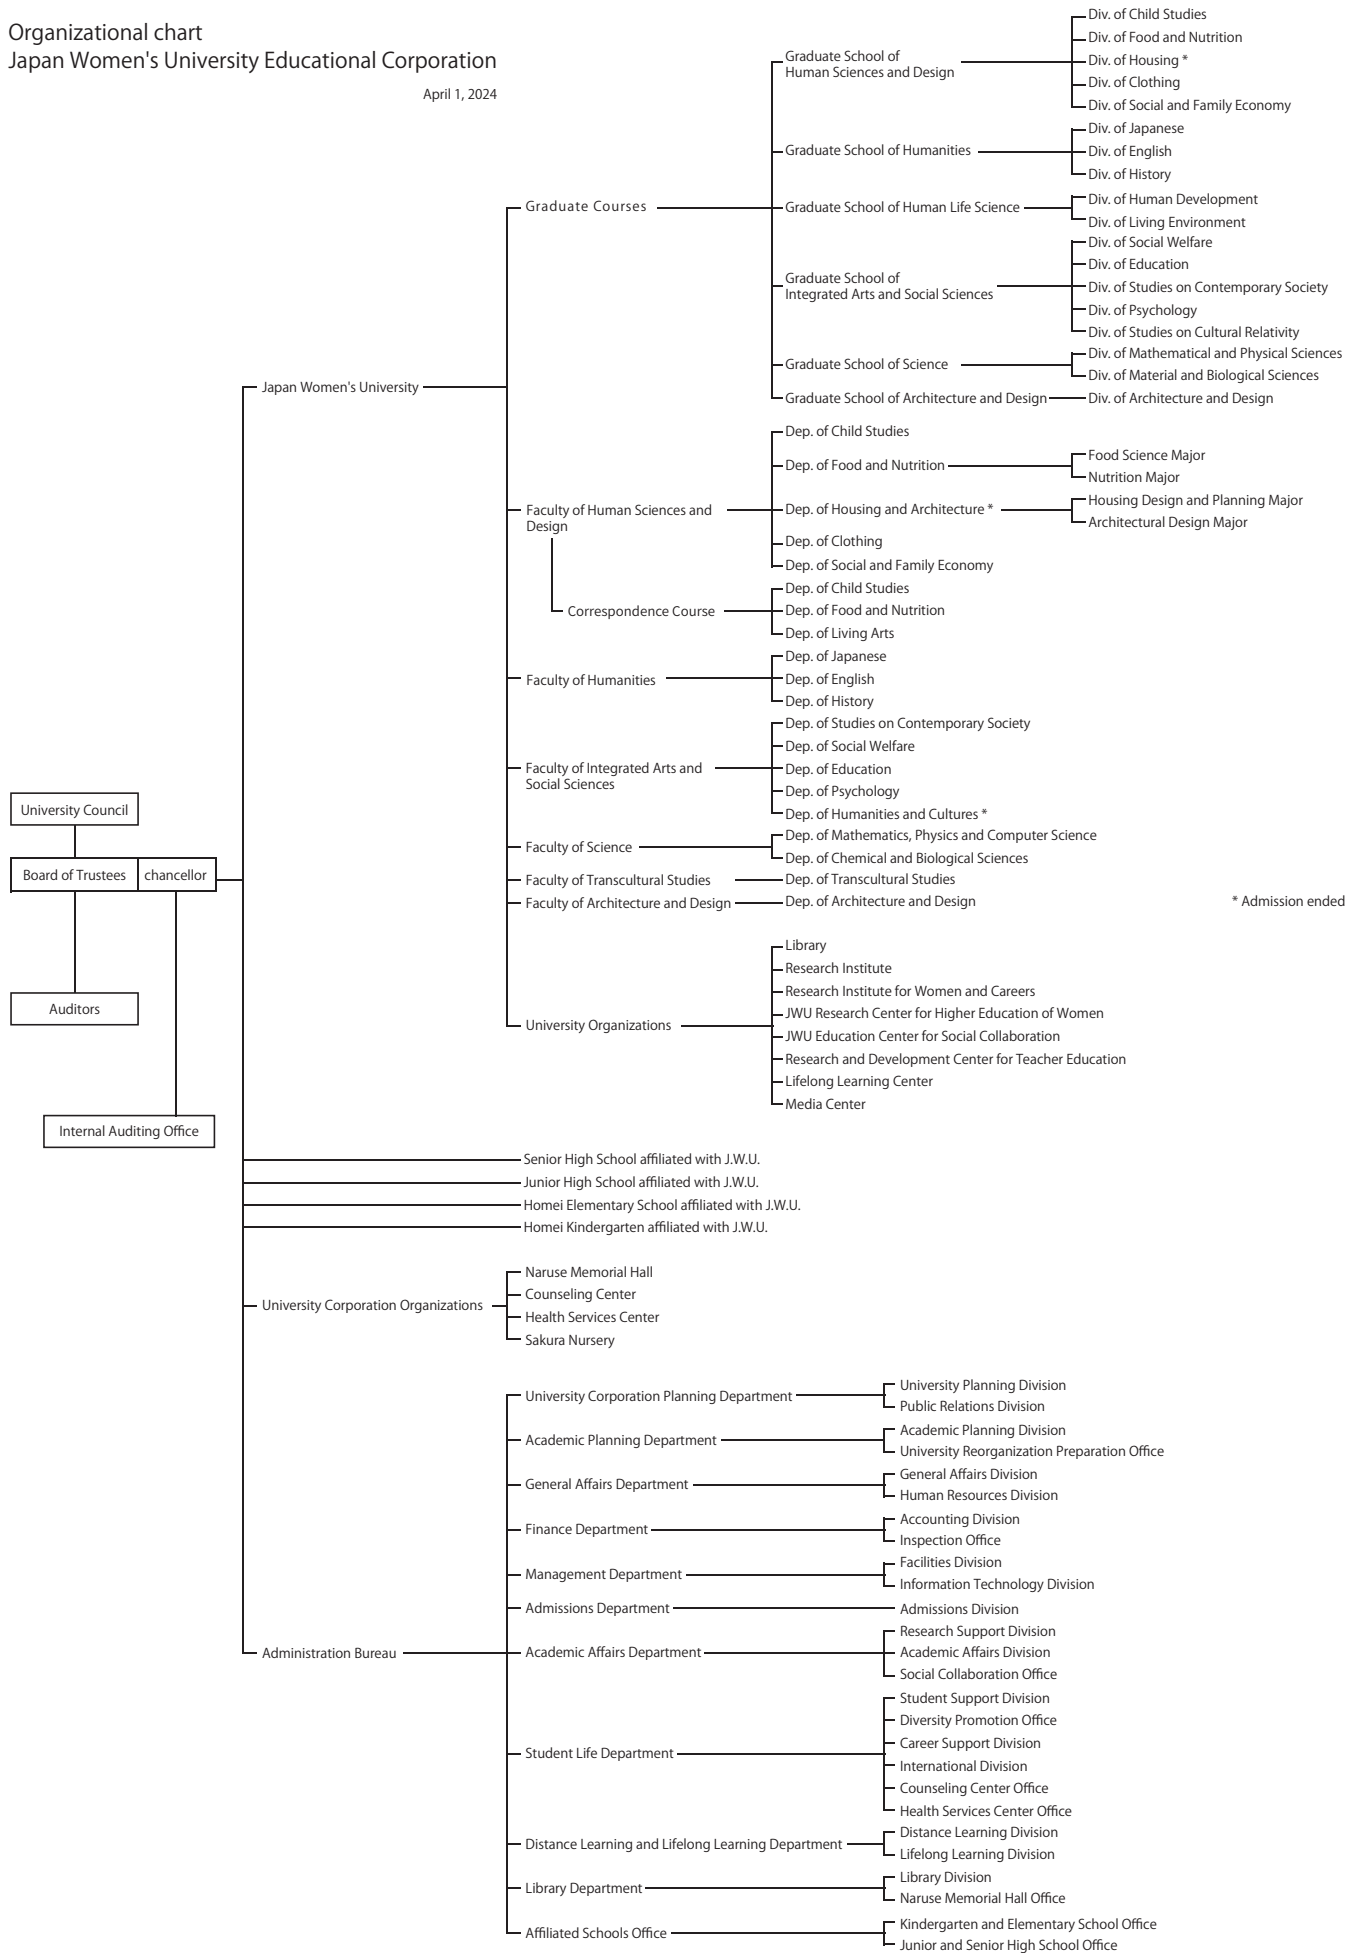 Organizational chart
Japan Women's University Educational Corporation
April 1, 2024
University Council
Board of Trustees
chancellor
Auditors
Internal Auditing Office
Japan Women's University
Graduate Courses
Graduate School of
Human Sciences and Design
Div. of Child Studies
Div. of Food and Nutrition
Div. of Housing *
Div. of Clothing
Div. of Social and Family Economy
Graduate School of Humanities
Div. of Japanese
Div. of English
Div. of History
Graduate School of Human Life Science
Div. of Human Development
Div. of Living Environment
Graduate School of
Integrated Arts and Social Sciences
Div. of Social Welfare
Div. of Education
Div. of Studies on Contemporary Society
Div. of Psychology
Div. of Studies on Cultural Relativity
Graduate School of Science
Div. of Mathematical and Physical Sciences
Div. of Material and Biological Sciences
Graduate School of Architecture and Design
Div. of Architecture and Design
Faculty of Human Sciences and
Design
Dep. of Child Studies
Dep. of Food and Nutrition
Food Science Major
Nutrition Major
Dep. of Housing and Architecture *
Housing Design and Planning Major
Architectural Design Major
Dep. of Clothing
Dep. of Social and Family Economy
Correspondence Course
Dep. of Child Studies
Dep. of Food and Nutrition
Dep. of Living Arts
Faculty of Humanities
Dep. of Japanese
Dep. of English
Dep. of History
Faculty of Integrated Arts and
Social Sciences
Dep. of Studies on Contemporary Society
Dep. of Social Welfare
Dep. of Education
Dep. of Psychology
Dep. of Humanities and Cultures *
Faculty of Science
Dep. of Mathematics, Physics and Computer Science
Dep. of Chemical and Biological Sciences
Faculty of Transcultural Studies
Dep. of Transcultural Studies
Faculty of Architecture and Design
Dep. of Architecture and Design
* Admission ended
University Organizations
Library
Research Institute
Research Institute for Women and Careers
JWU Research Center for Higher Education of Women
JWU Education Center for Social Collaboration
Research and Development Center for Teacher Education
Lifelong Learning Center
Media Center
Senior High School affiliated with J.W.U.
Junior High School affiliated with J.W.U.
Homei Elementary School affiliated with J.W.U.
Homei Kindergarten affiliated with J.W.U.
University Corporation Organizations
Naruse Memorial Hall
Counseling Center
Health Services Center
Sakura Nursery
Administration Bureau
University Corporation Planning Department
University Planning Division
Public Relations Division
Academic Planning Department
Academic Planning Division
University Reorganization Preparation Office
General Affairs Department
General Affairs Division
Human Resources Division
Finance Department
Accounting Division
Inspection Office
Management Department
Facilities Division
Information Technology Division
Admissions Department
Admissions Division
Academic Affairs Department
Research Support Division
Academic Affairs Division
Social Collaboration Office
Student Life Department
Student Support Division
Diversity Promotion Office
Career Support Division
International Division
Counseling Center Office
Health Services Center Office
Distance Learning and Lifelong Learning Department
Distance Learning Division
Lifelong Learning Division
Library Department
Library Division
Naruse Memorial Hall Office
Affiliated Schools Office
Kindergarten and Elementary School Office
Junior and Senior High School Office